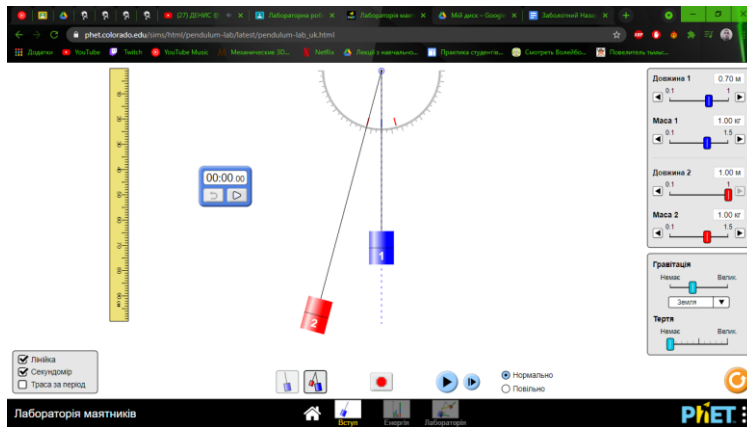 (27) ДЕНИС
Лабораторна роб
Лабораторія маят
Мій диск – Google
Заболотний Наза
phet.colorado.edu/sims/html/pendulum-lab/latest/pendulum-lab_uk.html
Додатки
YouTube
Twitch
YouTube Music
Механические 3D...
Netflix
Лекції з навчально...
Практика студентів...
Смотреть Волейбо...
Повелитель тьмы...
Довжина 1 0.70 м
0.1 1
Маса 1 1.00 кг
0.1 1.5
Довжина 2 1.00 м
0.1 1
Маса 2 1.00 кг
0.1 1.5
Гравітація
Немає Велик.
Земля
Тертя
Немає Велик.
00:00.00
1
2
Лінійка
Секундомір
Траса за період
Нормально
Повільно
Лабораторія маятників
Вступ
Енергія
Лабораторія
PhET